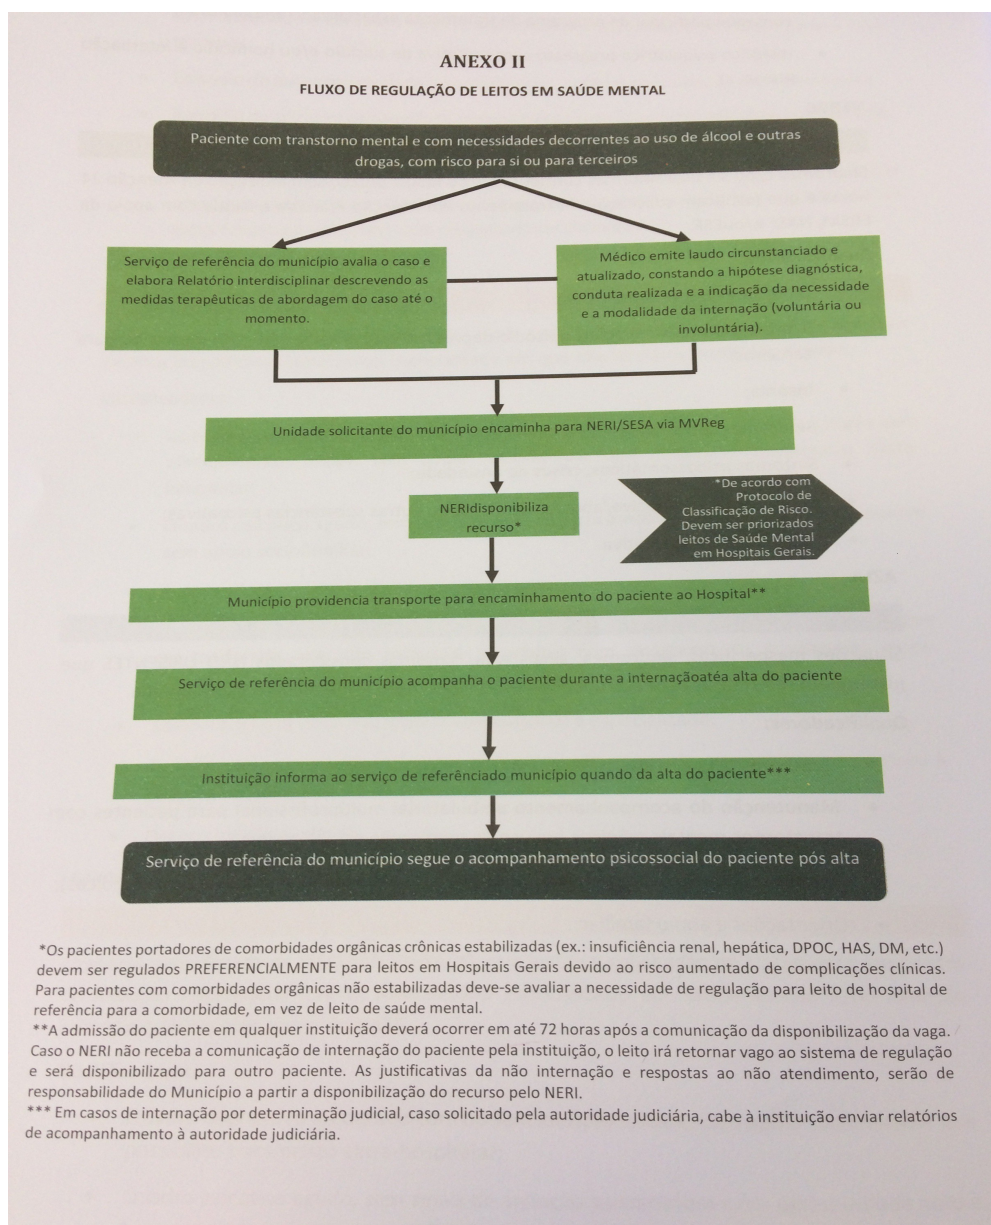 ANEXO II
FLUXO DE REGULAÇÃO DE LEITOS EM SAÚDE MENTAL
Paciente com transtorno mental e com necessidades decorrentes ao uso de álcool e outras
drogas, com risco para si ou para terceiros
Serviço de referência do município avalia o caso e
elabora Relatório interdisciplinar descrevendo as
medidas terapêuticas de abordagem do caso até o
momento.
Médico emite laudo circunstanciado e
atualizado, constando a hipótese diagnóstica,
conduta realizada e a indicação da necessidade
e a modalidade da internação (voluntária ou
involuntária).
Unidade solicitante do município encaminha para NERI/SESA via MVReg
NERIdisponibiliza
recurso*
*De acordo com
Protocolo de
Classificação de Risco.
Devem ser priorizados
leitos de Saúde Mental
em Hospitais Gerais.
Município providencia transporte para encaminhamento do paciente ao Hospital**
Serviço de referência do município acompanha o paciente durante a internaçãoatéa alta do paciente
Instituição informa ao serviço de referênciado município quando da alta do paciente***
Serviço de referência do município segue o acompanhamento psicossocial do paciente pós alta
*Os pacientes portadores de comorbidades orgânicas crônicas estabilizadas (ex.: insuficiência renal, hepática, DPOC, HAS, DM, etc.)
devem ser regulados PREFERENCIALMENTE para leitos em Hospitais Gerais devido ao risco aumentado de complicações clínicas.
Para pacientes com comorbidades orgânicas não estabilizadas deve-se avaliar a necessidade de regulação para leito de hospital de
referência para a comorbidade, em vez de leito de saúde mental.
**A admissão do paciente em qualquer instituição deverá ocorrer em até 72 horas após a comunicação da disponibilização da vaga.
Caso o NERI não receba a comunicação de internação do paciente pela instituição, o leito irá retornar vago ao sistema de regulação
e será disponibilizado para outro paciente. As justificativas da não internação e respostas ao não atendimento, serão de
responsabilidade do Município a partir a disponibilização do recurso pelo NERI.
*** Em casos de internação por determinação judicial, caso solicitado pela autoridade judiciária, cabe à instituição enviar relatórios
de acompanhamento à autoridade judiciária.